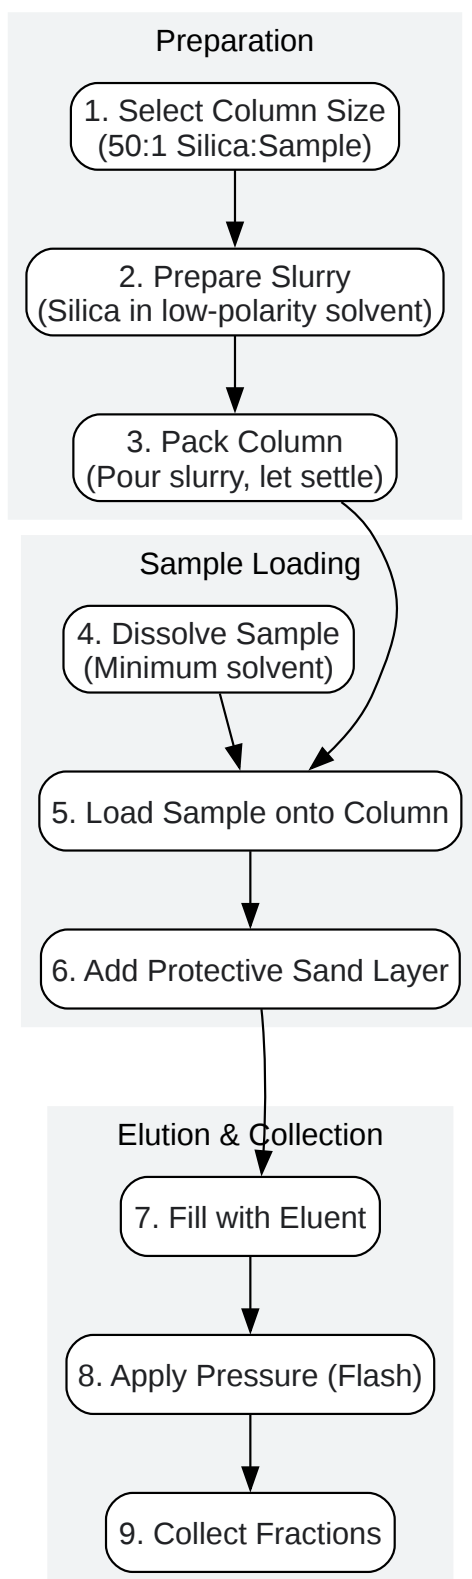 Preparation
1. Select Column Size
(50:1 Silica:Sample)
2. Prepare Slurry
(Silica in low-polarity solvent)
3. Pack Column
(Pour slurry, let settle)
Sample Loading
4. Dissolve Sample
(Minimum solvent)
5. Load Sample onto Column
6. Add Protective Sand Layer
Elution & Collection
7. Fill with Eluent
8. Apply Pressure (Flash)
9. Collect Fractions